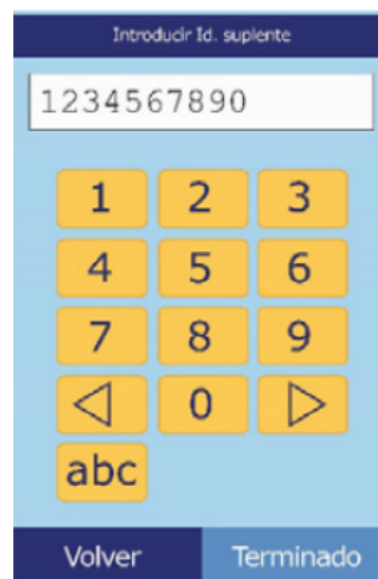 Introducir Id. suplente
1234567890
1 2 3
4 5 6
7 8 9
0
abc
Volver Terminado